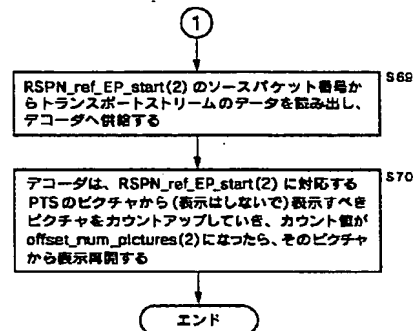 1
S69
RSPN_ref_EP_start(2) のソースパケット番号か
らトランスポートストリームのデータを読み出し、
デコーダへ供給する
S70
デコーダは、RSPN_ref_EP_start(2) に対応する
PTSのピクチャから(表示はしないで)表示すべき
ピクチャをカウントアップしていき、カウント値が
offset_num_pictures(2)になったら、そのピクチャ
から表示再開する
エンド